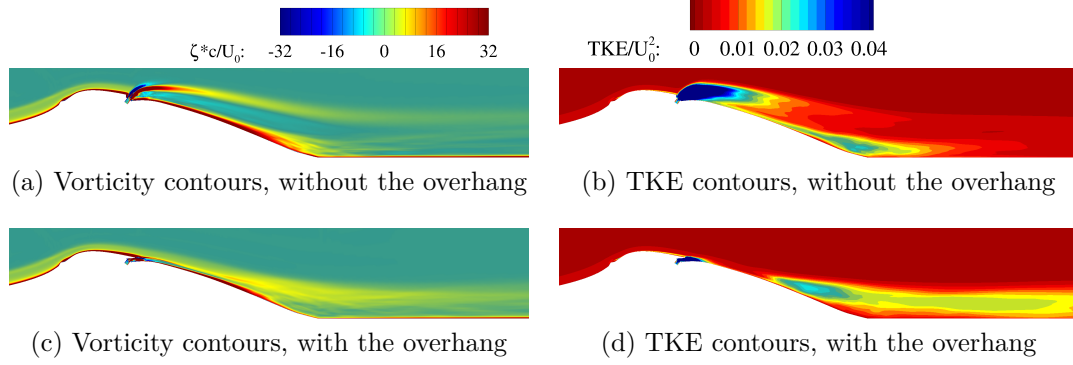 ζ*c/U₀: -32 -16 0 16 32
TKE/U₀²: 0 0.01 0.02 0.03 0.04
(a) Vorticity contours, without the overhang
(b) TKE contours, without the overhang
(c) Vorticity contours, with the overhang
(d) TKE contours, with the overhang